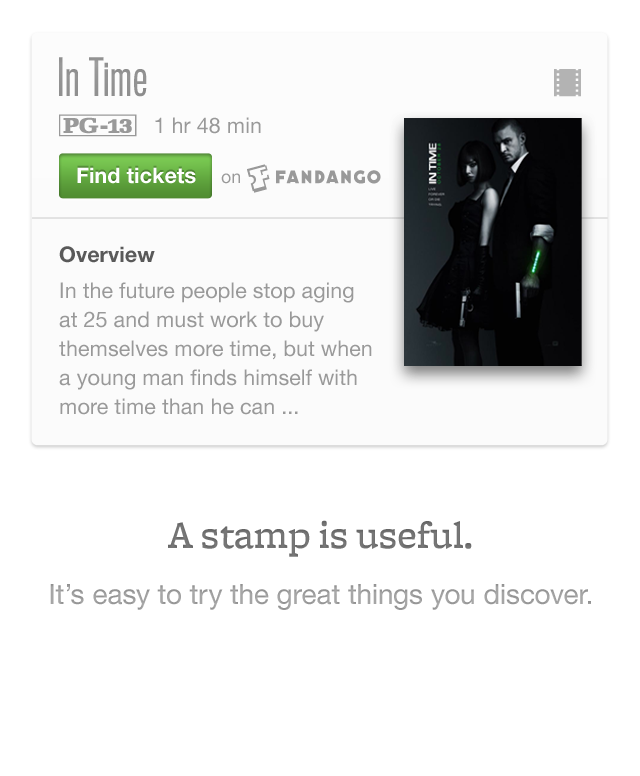 In Time
PG-13 1 hr 48 min
Find tickets on FANDANGO
IN TIME
Overview
In the future people stop aging
at 25 and must work to buy
themselves more time, but when
a young man finds himself with
more time than he can ...
A stamp is useful.
It’s easy to try the great things you discover.